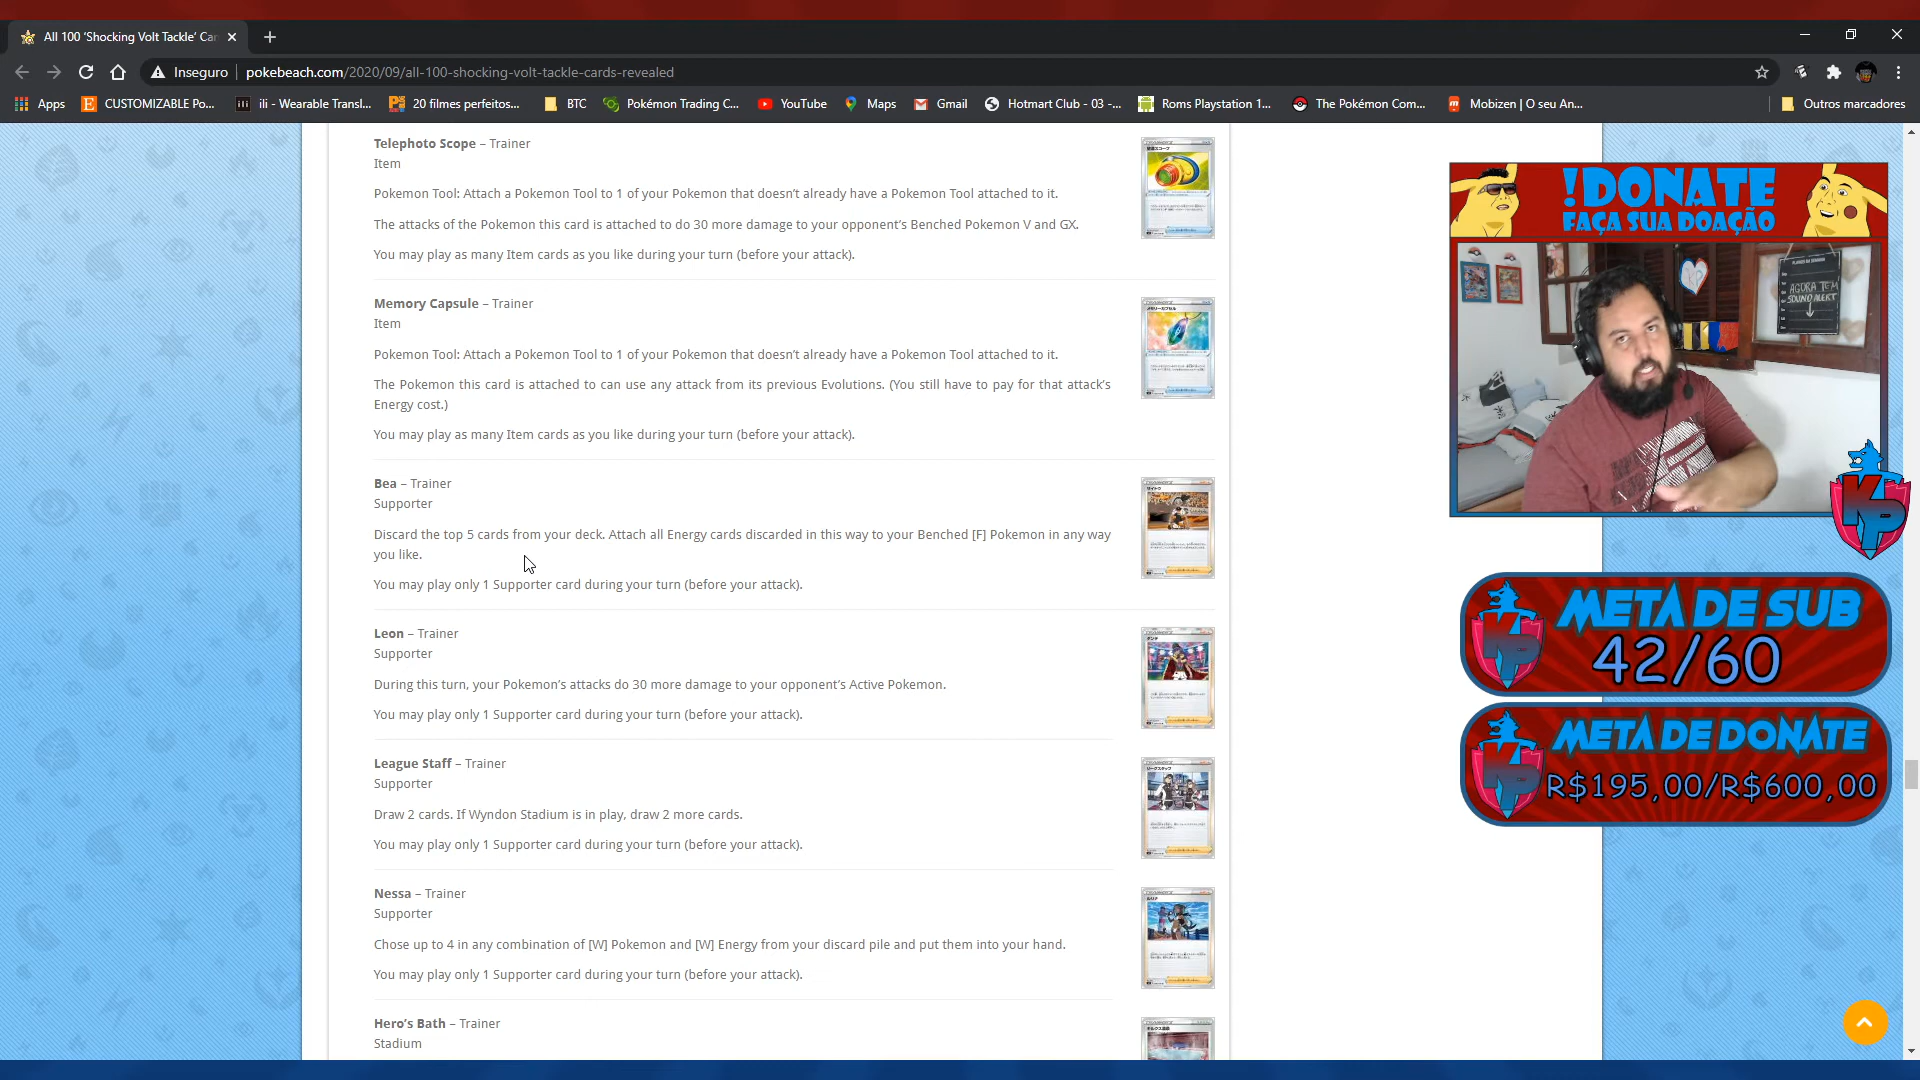 All 100 'Shocking Volt Tackle' Car
Inseguro
pokebeach.com/2020/09/all-100-shocking-volt-tackle-cards-revealed
Apps
CUSTOMIZABLE Po...
ili - Wearable Transl...
20 filmes perfeitos...
BTC
Pokémon Trading C...
YouTube
Maps
Gmail
Hotmart Club - 03 -...
Roms Playstation 1...
The Pokémon Com...
Mobizen | O seu An...
Outros marcadores
Telephoto Scope – Trainer
Item
Pokemon Tool: Attach a Pokemon Tool to 1 of your Pokemon that doesn't already have a Pokemon Tool attached to it.
The attacks of the Pokemon this card is attached to do 30 more damage to your opponent's Benched Pokemon V and GX.
You may play as many Item cards as you like during your turn (before your attack).
Memory Capsule – Trainer
Item
Pokemon Tool: Attach a Pokemon Tool to 1 of your Pokemon that doesn't already have a Pokemon Tool attached to it.
The Pokemon this card is attached to can use any attack from its previous Evolutions. (You still have to pay for that attack's
Energy cost.)
You may play as many Item cards as you like during your turn (before your attack).
Bea – Trainer
Supporter
Discard the top 5 cards from your deck. Attach all Energy cards discarded in this way to your Benched [F] Pokemon in any way
you like.
You may play only 1 Supporter card during your turn (before your attack).
Leon – Trainer
Supporter
During this turn, your Pokemon's attacks do 30 more damage to your opponent's Active Pokemon.
You may play only 1 Supporter card during your turn (before your attack).
League Staff – Trainer
Supporter
Draw 2 cards. If Wyndon Stadium is in play, draw 2 more cards.
You may play only 1 Supporter card during your turn (before your attack).
Nessa – Trainer
Supporter
Chose up to 4 in any combination of [W] Pokemon and [W] Energy from your discard pile and put them into your hand.
You may play only 1 Supporter card during your turn (before your attack).
Hero's Bath – Trainer
Stadium
!DONATE
FAÇA SUA DOAÇÃO
AGORA TEM
SOUND ALERT
KP
META DE SUB
42/60
KP
META DE DONATE
R$195,00/R$600,00
KP